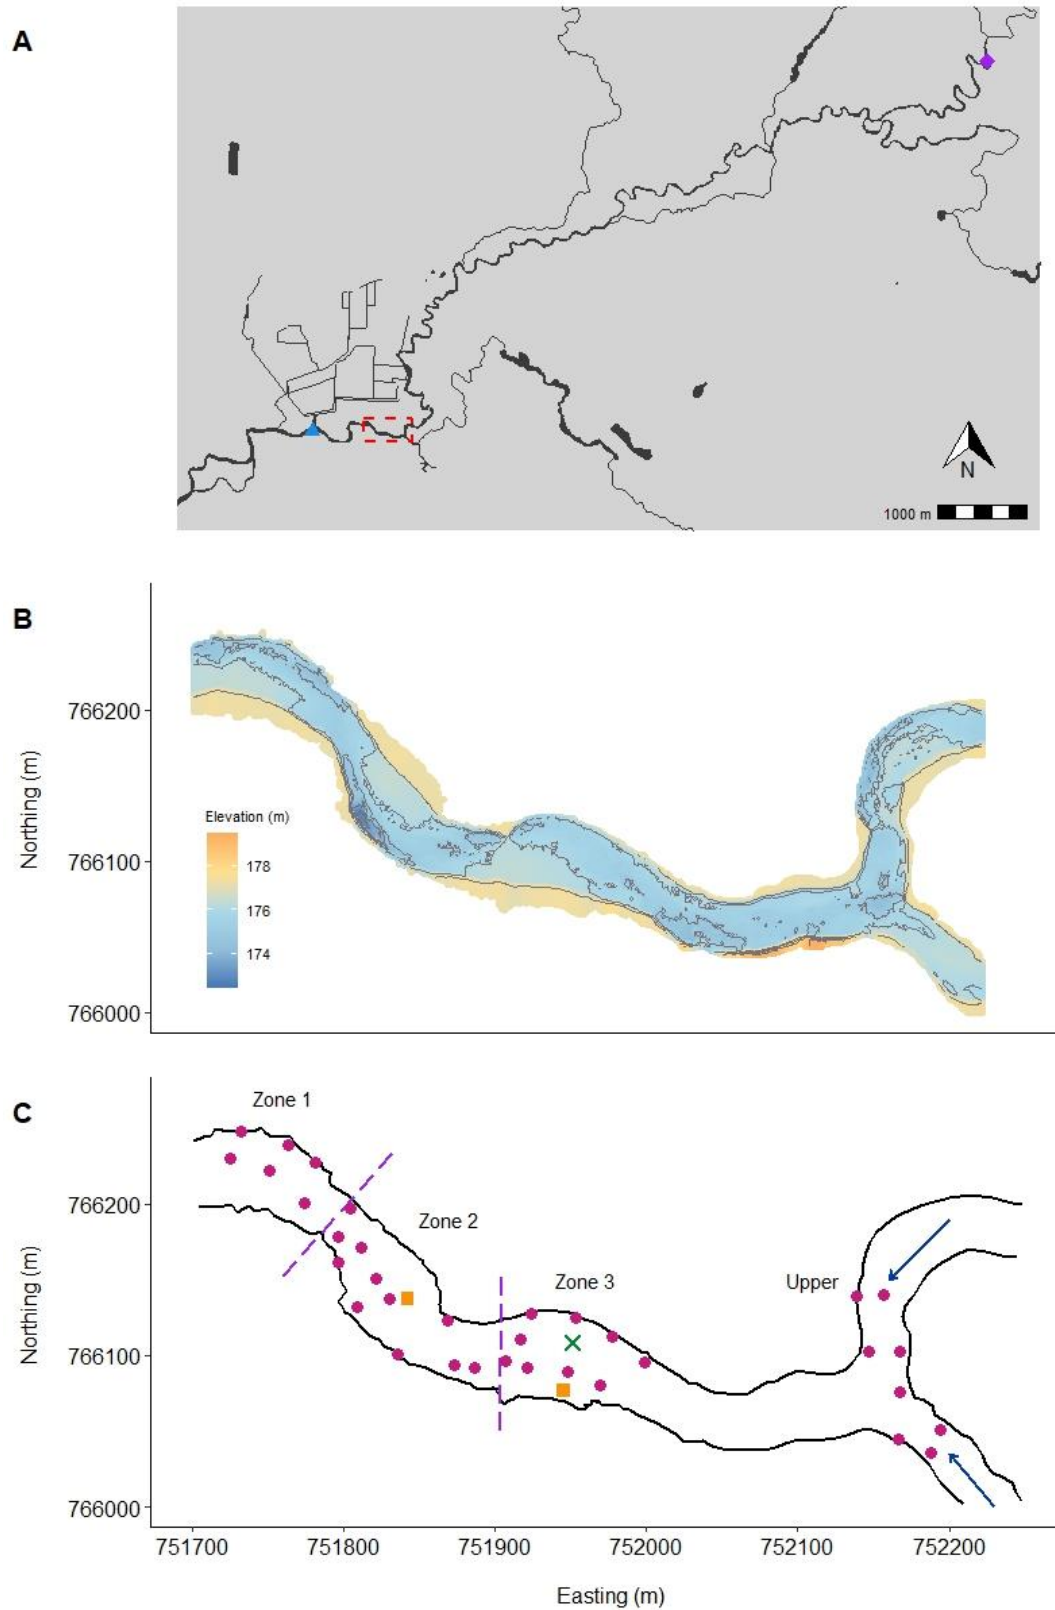 A
N
1000 m
B
766200
766100
766000
Northing (m)
Elevation (m)
178
176
174
C
Zone 1
Zone 2
Zone 3
Upper
766200
766100
766000
Northing (m)
751700 751800 751900 752000 752100 752200
Easting (m)